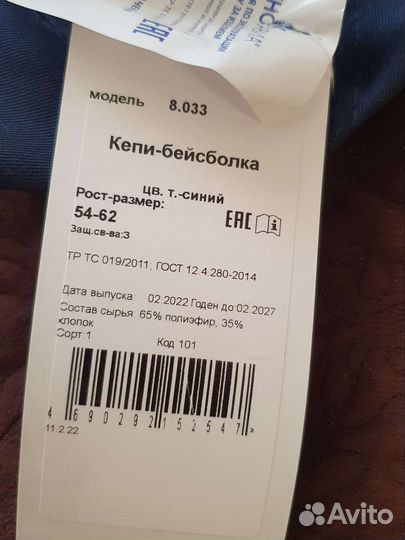 модель 8.033
Кепи-бейсболка
цв. т.-синий
Рост-размер:
54-62
Защ.св-ва:З
EAC
ТР ТС 019/2011; ГОСТ 12.4.280-2014
Дата выпуска: 02.2022 Годен до:02.2027
Состав сырья: 65% полиэфир, 35%
хлопок
Сорт:1 Код 101
4 690292 152547 >
11.2.22
Avito